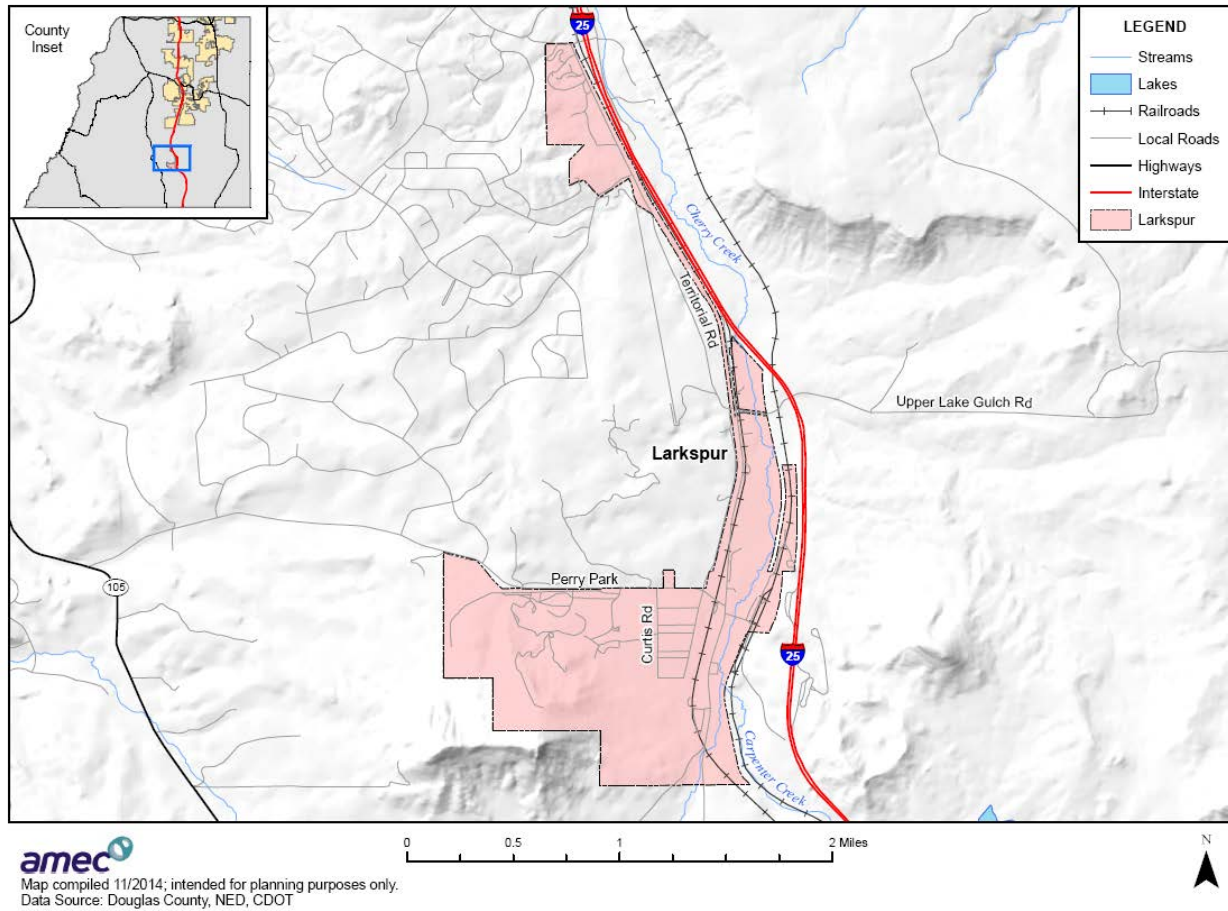 County
Inset
25
LEGEND
Streams
Lakes
Railroads
Local Roads
Highways
Interstate
Larkspur
Cherry Creek
Territorial Rd
Upper Lake Gulch Rd
Larkspur
105
Perry Park
Curtis Rd
25
Carpenter Creek
0 0.5 1 2 Miles
N
amec
Map compiled 11/2014; intended for planning purposes only.
Data Source: Douglas County, NED, CDOT